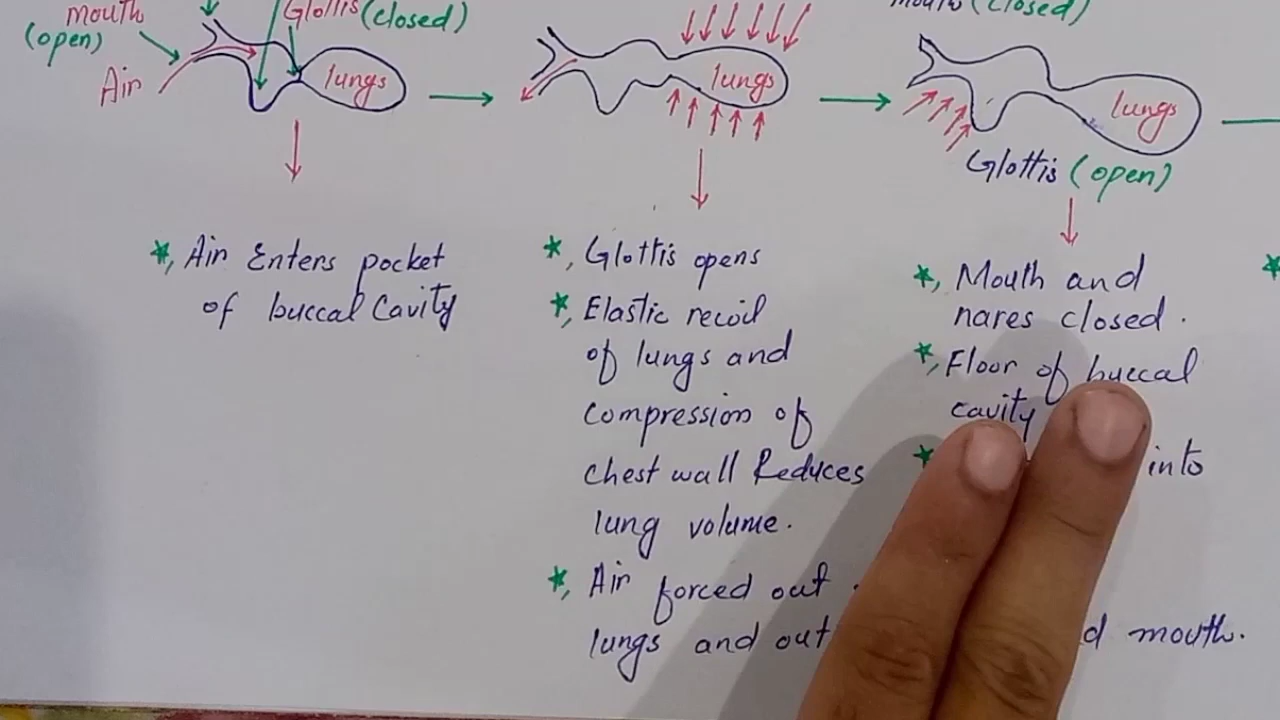 mouth
(open)
Glottis (closed)
Air
lungs
lungs
mouth (closed)
lungs
Glottis (open)
*, Air Enters pocket
of buccal Cavity
*, Glottis opens
*, Elastic recoil
of lungs and
compression of
chest wall Reduces
lung volume.
*, Air forced out
lungs and out
mouth.
*, Mouth and
nares closed.
*, Floor of buccal
cavity
into